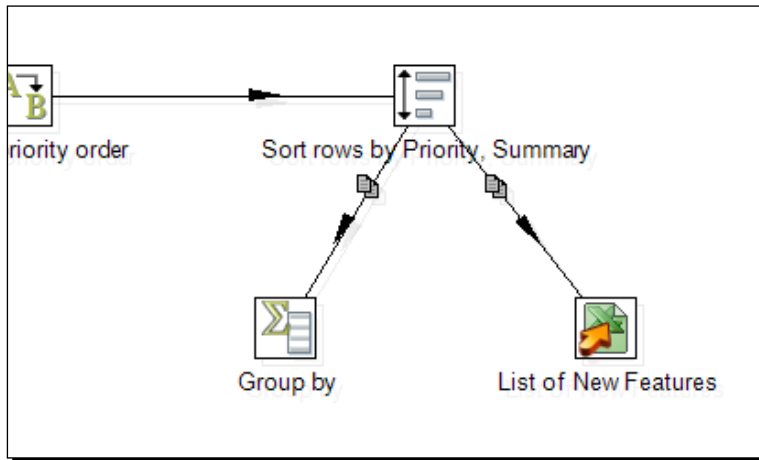 riority order
Sort rows by Priority, Summary
Group by
List of New Features